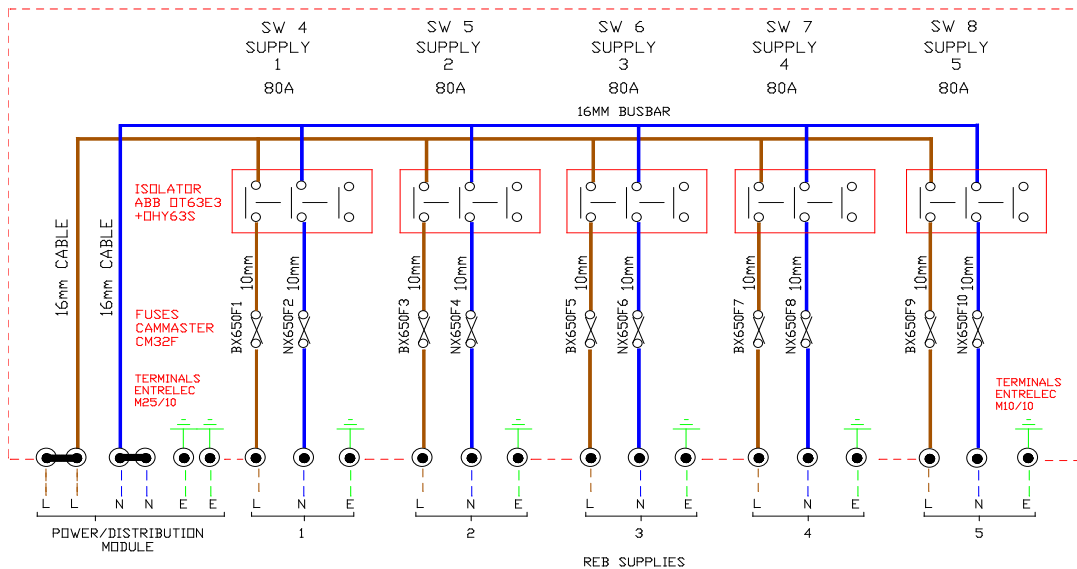 SW 4
SUPPLY
1
80A
SW 5
SUPPLY
2
80A
SW 6
SUPPLY
3
80A
SW 7
SUPPLY
4
80A
SW 8
SUPPLY
5
80A
16MM BUSBAR
ISOLATOR
ABB OT63E3
+OHY63S
16mm CABLE
16mm CABLE
10mm
10mm
10mm
10mm
10mm
10mm
10mm
10mm
10mm
10mm
FUSES
CAMMASTER
CM32F
BX650F1
NX650F2
BX650F3
NX650F4
BX650F5
NX650F6
BX650F7
NX650F8
BX650F9
NX650F10
TERMINALS
ENTRELEC
M25/10
TERMINALS
ENTRELEC
M10/10
L L N N E E
L N E
L N E
L N E
L N E
L N E
POWER/DISTRIBUTION
MODULE
1
2
3
4
5
REB SUPPLIES